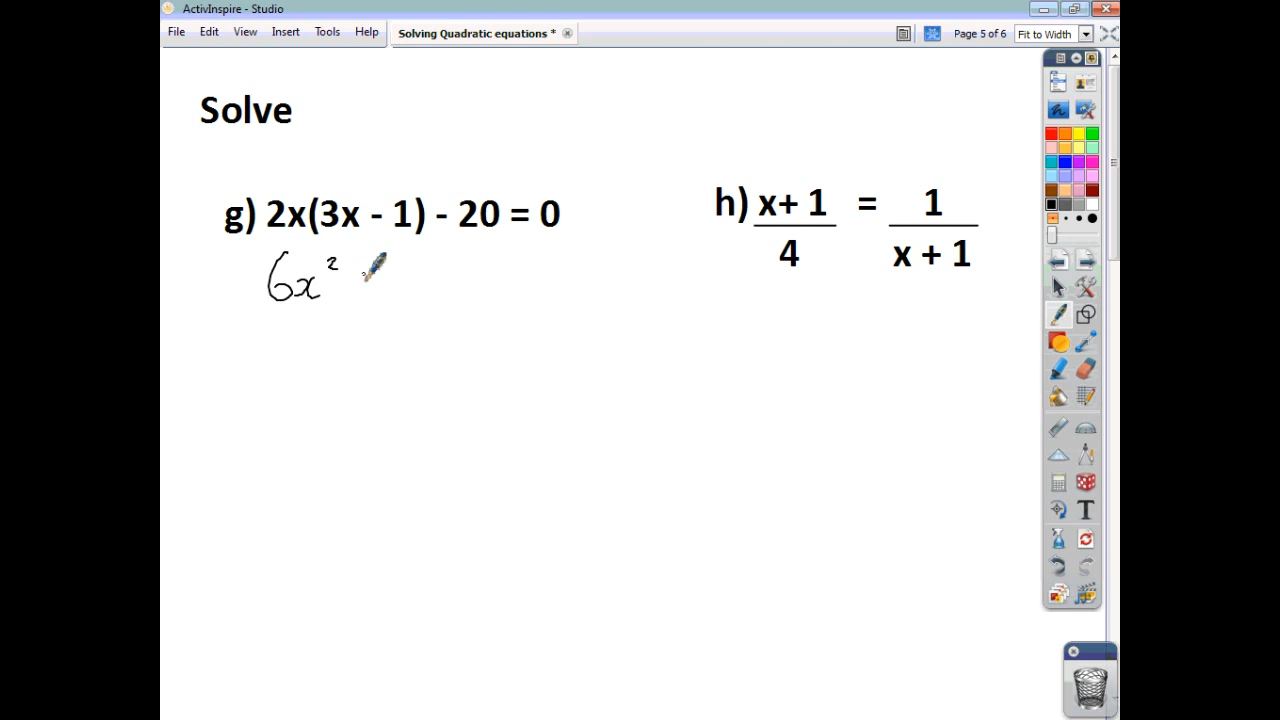 ActivInspire - Studio
File Edit View Insert Tools Help
Solving Quadratic equations *
Page 5 of 6
Fit to Width
Solve
g) 2x(3x - 1) - 20 = 0
6x²
h) x+ 1 = 1
4 x + 1
T